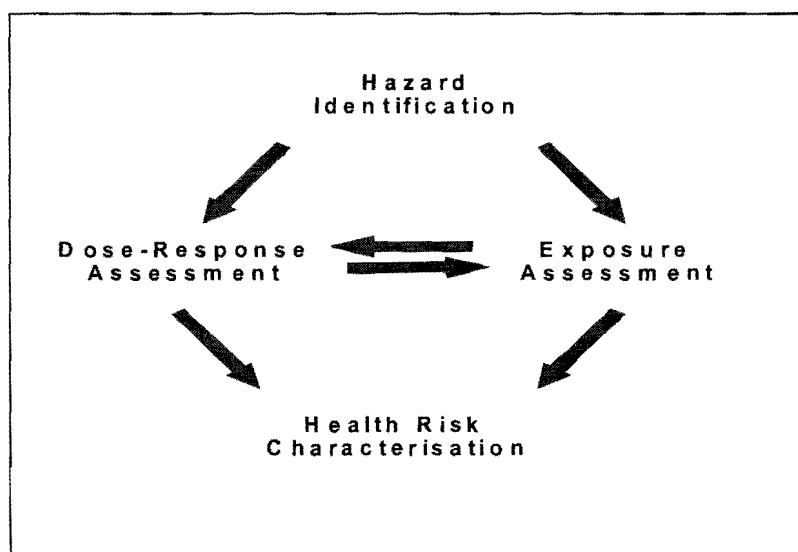 Hazard
Identification
Dose-Response
Assessment
Exposure
Assessment
Health Risk
Characterisation